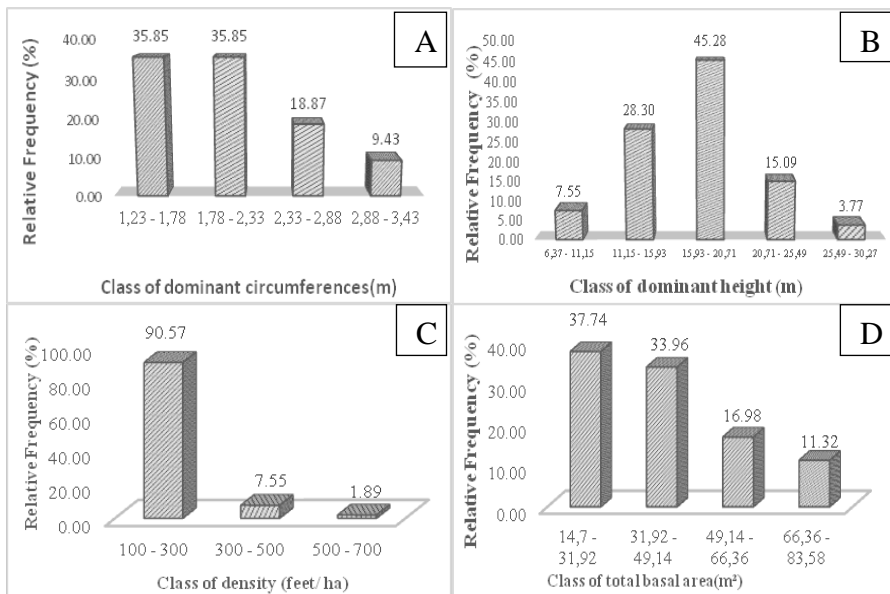 A
Relative Frequency (%)
40.00
30.00
20.00
10.00
0.00
35.85
35.85
18.87
9.43
1,23 - 1,78
1,78 - 2,33
2,33 - 2,88
2,88 - 3,43
Class of dominant circumferences(m)
B
Relative Frequency (%)
50.00
45.00
40.00
35.00
30.00
25.00
20.00
15.00
10.00
5.00
0.00
7.55
28.30
45.28
15.09
3.77
6,37 - 11,15
11,15 - 15,93
15,93 - 20,71
20,71 - 25,49
25,49 - 30,27
Class of dominant height (m)
C
Relative Frequency (%)
100.00
80.00
60.00
40.00
20.00
0.00
90.57
7.55
1.89
100 - 300
300 - 500
500 - 700
Class of density (feet/ ha)
D
Relative Frequency (%)
40.00
30.00
20.00
10.00
0.00
37.74
33.96
16.98
11.32
14,7 -
31,92
31,92 -
49,14
49,14 -
66,36
66,36 -
83,58
Class of total basal area(m²)